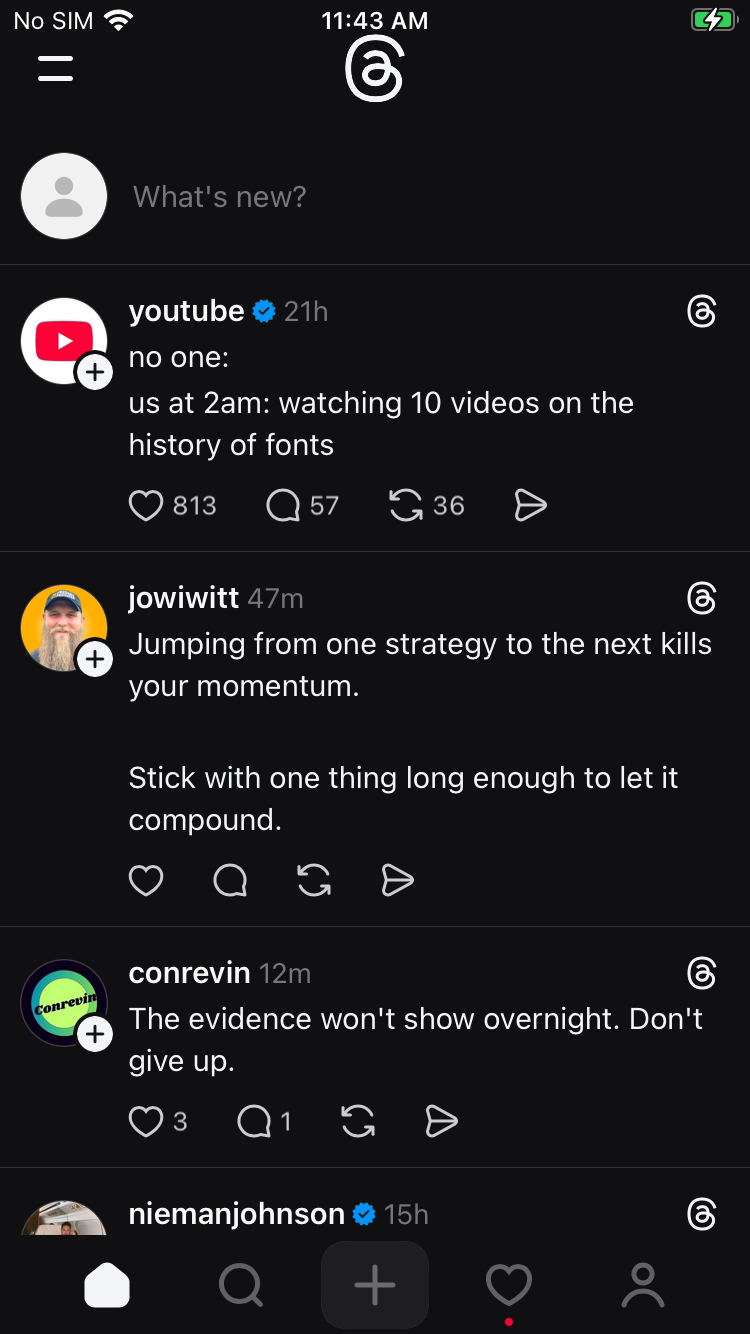 No SIM 11:43 AM
What's new?
youtube 21h
no one:
us at 2am: watching 10 videos on the
history of fonts
813 57 36
jowiwitt 47m
Jumping from one strategy to the next kills
your momentum.
Stick with one thing long enough to let it
compound.
Conrevin
conrevin 12m
The evidence won't show overnight. Don't
give up.
3 1
niemanjohnson 15h